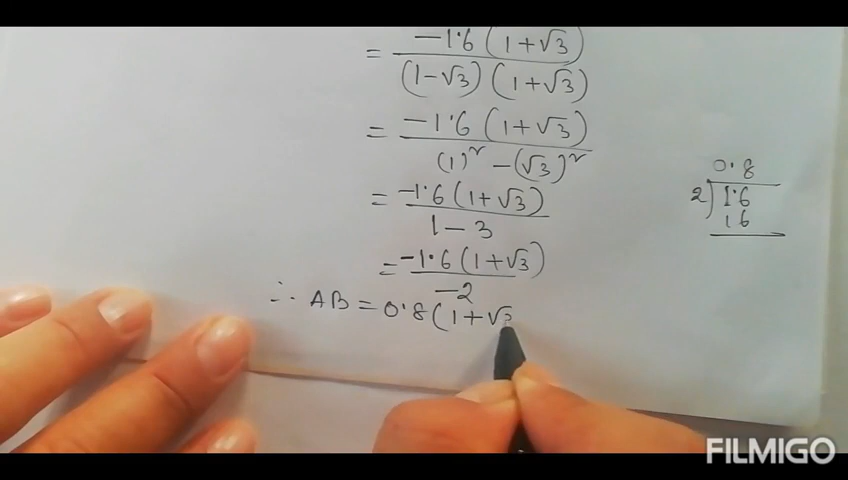 = −1.6 (1+√3) / (1−√3) (1+√3)
= −1.6 (1+√3) / (1)² − (√3)²
= −1.6 (1+√3) / 1−3
= −1.6 (1+√3) / −2
∴ AB = 0.8 (1+√3
0.8
2) 1.6
16
FILMIGO